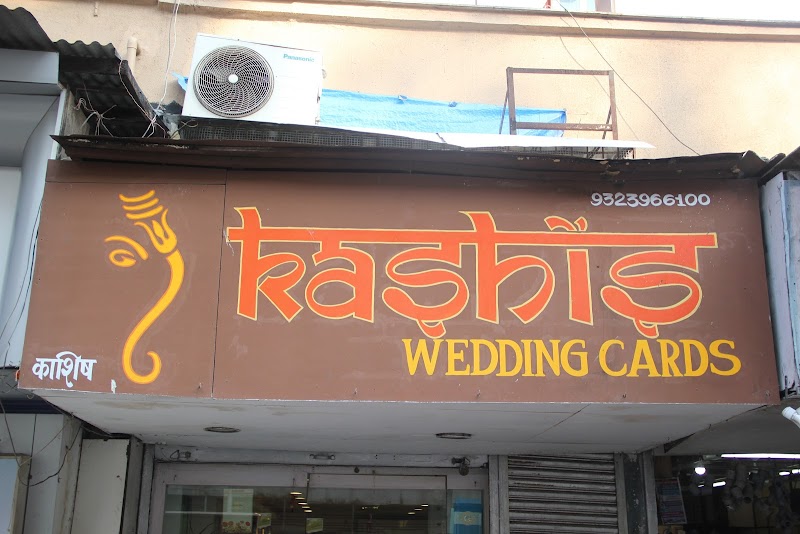 Panasonic
9323966100
Kashis
WEDDING CARDS
काशिष